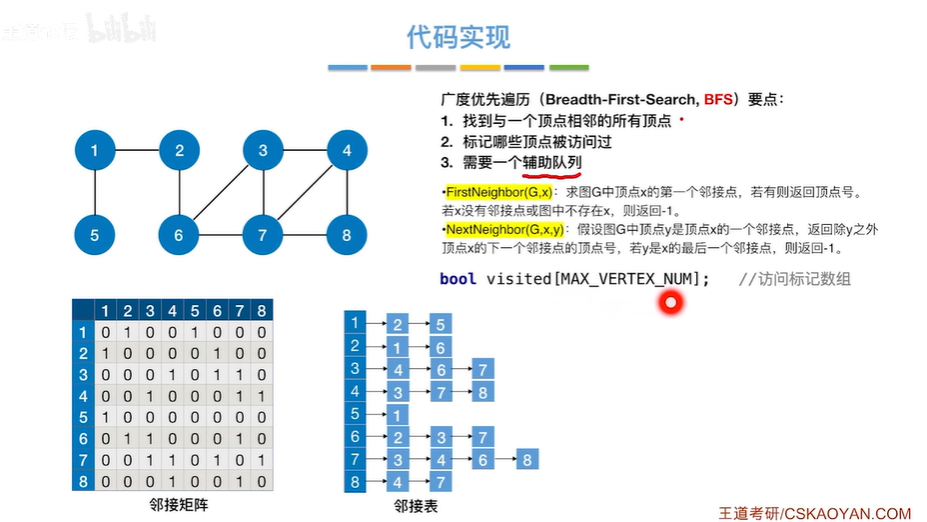 bilibili
代码实现
广度优先遍历（Breadth-First-Search, BFS）要点：
1. 找到与一个顶点相邻的所有顶点
2. 标记哪些顶点被访问过
3. 需要一个辅助队列
•FirstNeighbor(G,x)：求图G中顶点x的第一个邻接点，若有则返回顶点号。
若x没有邻接点或图中不存在x，则返回-1。
•NextNeighbor(G,x,y)：假设图G中顶点y是顶点x的一个邻接点，返回除y之外
顶点x的下一个邻接点的顶点号，若y是x的最后一个邻接点，则返回-1。
bool visited[MAX_VERTEX_NUM]; //访问标记数组
1 2 3 4
5 6 7 8
1 2 3 4 5 6 7 8
1 0 1 0 0 1 0 0 0
2 1 0 0 0 0 1 0 0
3 0 0 0 1 0 1 1 0
4 0 0 1 0 0 0 1 1
5 1 0 0 0 0 0 0 0
6 0 1 1 0 0 0 1 0
7 0 0 1 1 0 1 0 1
8 0 0 0 1 0 0 1 0
邻接矩阵
1 2 5
2 1 6
3 4 6 7
4 3 7 8
5 1
6 2 3 7
7 3 4 6 8
8 4 7
邻接表
王道考研/CSKAOYAN.COM